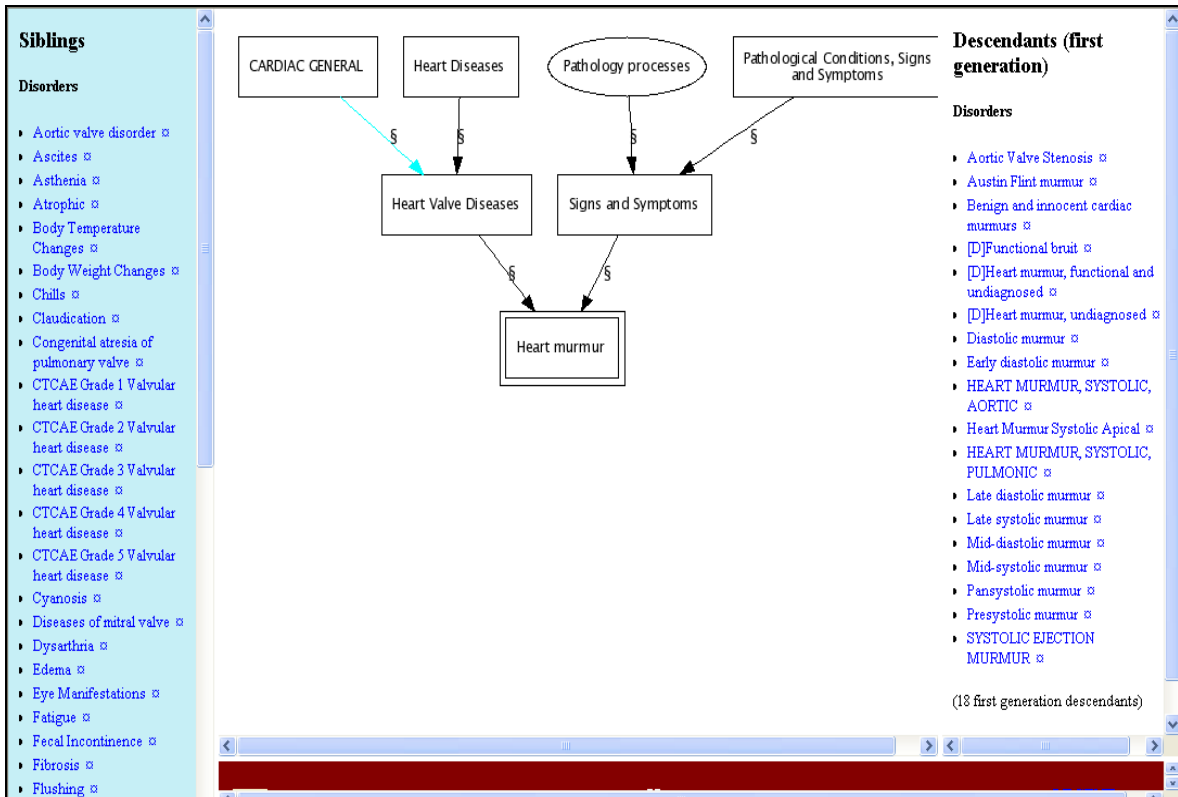 Siblings
Disorders
Aortic valve disorder ¤
Ascites ¤
Asthenia ¤
Atrophic ¤
Body Temperature
Changes ¤
Body Weight Changes ¤
Chills ¤
Claudication ¤
Congenital atresia of
pulmonary valve ¤
CTCAE Grade 1 Valvular
heart disease ¤
CTCAE Grade 2 Valvular
heart disease ¤
CTCAE Grade 3 Valvular
heart disease ¤
CTCAE Grade 4 Valvular
heart disease ¤
CTCAE Grade 5 Valvular
heart disease ¤
Cyanosis ¤
Diseases of mitral valve ¤
Dysarthria ¤
Edema ¤
Eye Manifestations ¤
Fatigue ¤
Fecal Incontinence ¤
Fibrosis ¤
Flushing ¤
CARDIAC GENERAL
Heart Diseases
Pathology processes
Pathological Conditions, Signs
and Symptoms
§
§
§
§
Heart Valve Diseases
Signs and Symptoms
§
§
Heart murmur
Descendants (first
generation)
Disorders
Aortic Valve Stenosis ¤
Austin Flint murmur ¤
Benign and innocent cardiac
murmurs ¤
[D]Functional bruit ¤
[D]Heart murmur, functional and
undiagnosed ¤
[D]Heart murmur, undiagnosed ¤
Diastolic murmur ¤
Early diastolic murmur ¤
HEART MURMUR, SYSTOLIC,
AORTIC ¤
Heart Murmur Systolic Apical ¤
HEART MURMUR, SYSTOLIC,
PULMONIC ¤
Late diastolic murmur ¤
Late systolic murmur ¤
Mid-diastolic murmur ¤
Mid-systolic murmur ¤
Pansystolic murmur ¤
Presystolic murmur ¤
SYSTOLIC EJECTION
MURMUR ¤
(18 first generation descendants)